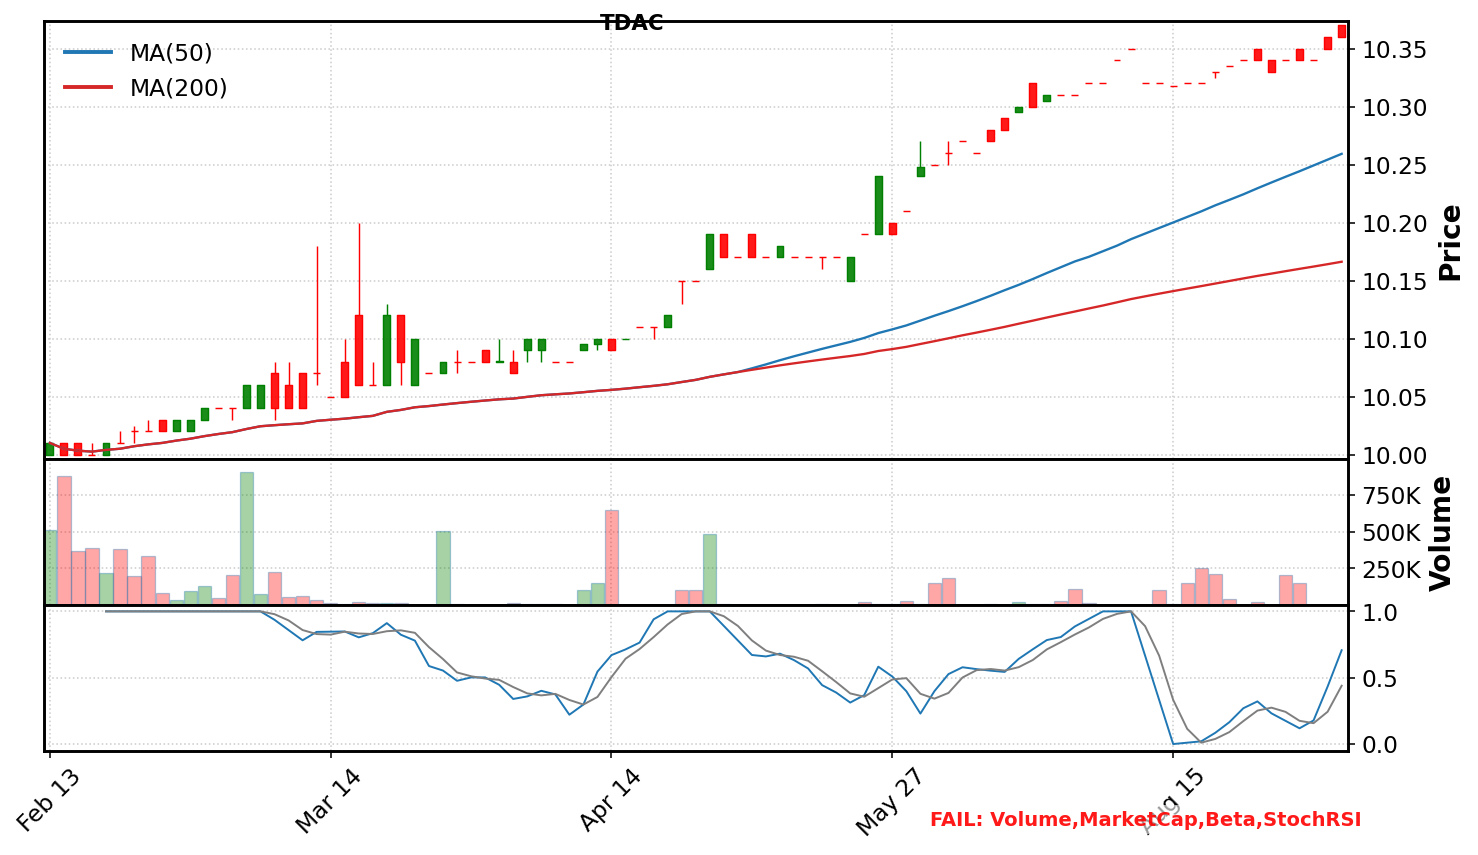 TDAC
MA(50)
MA(200)
10.35
10.30
10.25
10.20
10.15
10.10
10.05
10.00
Price
750K
500K
250K
Volume
1.0
0.5
0.0
Feb 13
Mar 14
Apr 14
May 27
Aug 15
FAIL: Volume,MarketCap,Beta,StochRSI